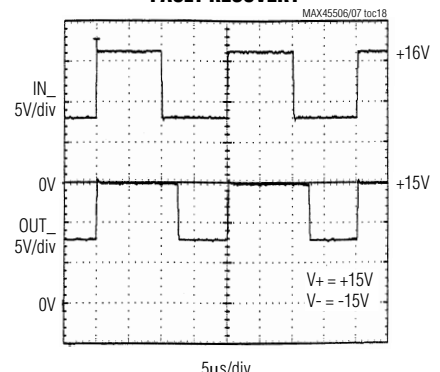 FAULT RECOVERY
MAX45506/07 toc18
+16V
IN_
5V/div
0V
+15V
OUT_
5V/div
V+ = +15V
V- = -15V
0V
5μs/div